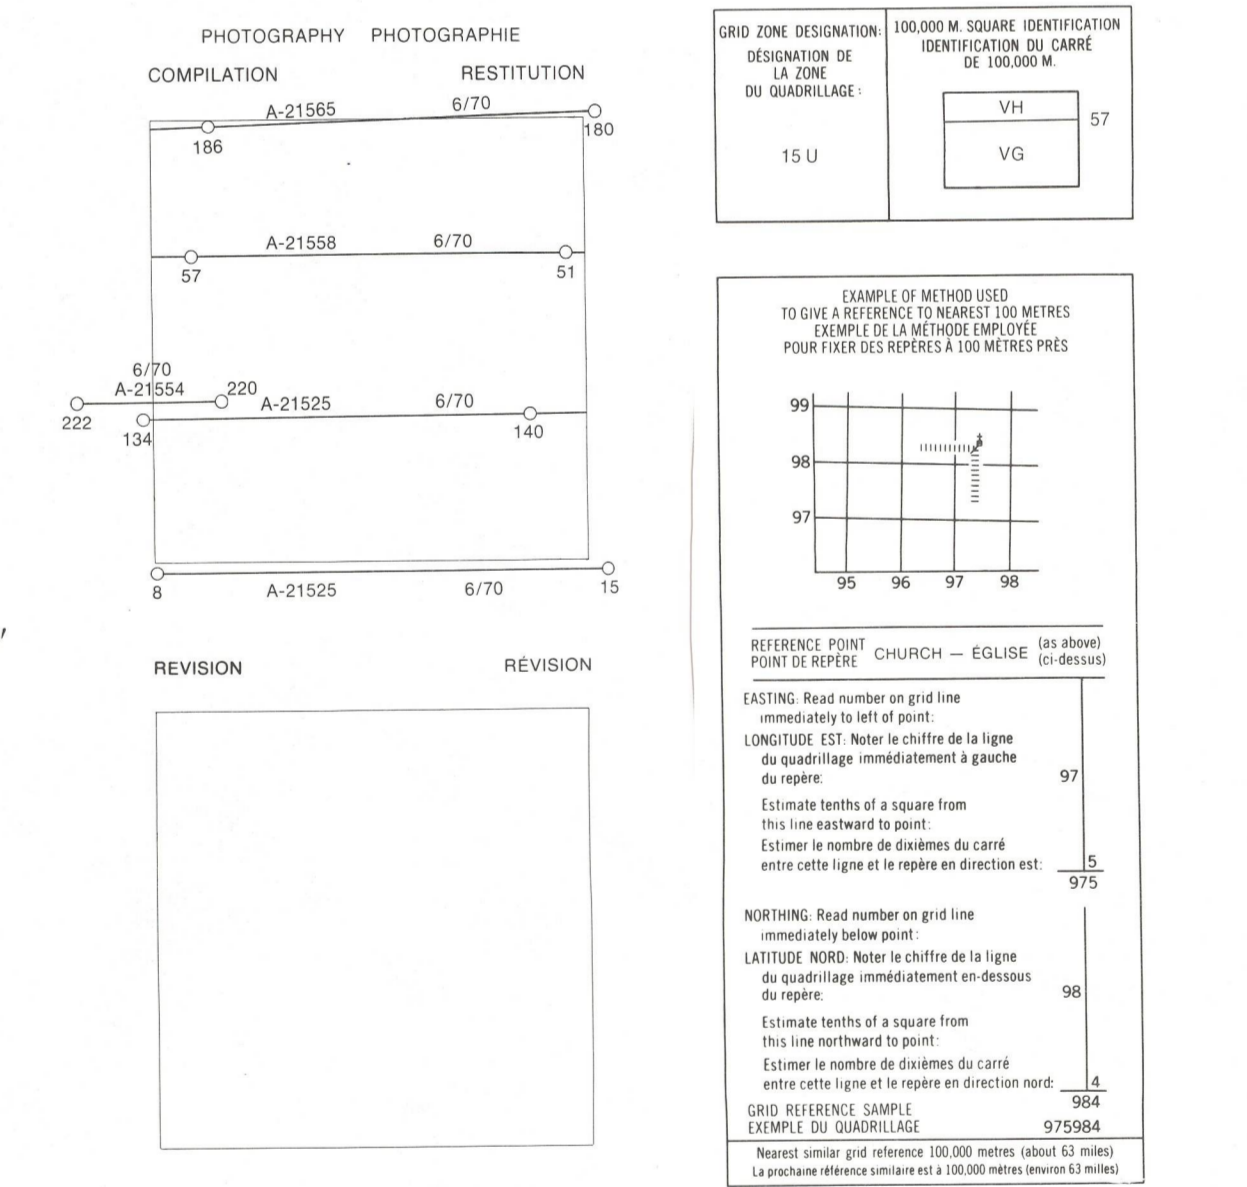 PHOTOGRAPHY PHOTOGRAPHIE
COMPILATION RESTITUTION
A-21565 6/70
186 180
A-21558 6/70
57 51
6/70
A-21554 220
222
A-21525 6/70
134 140
8 A-21525 6/70 15
REVISION RÉVISION
GRID ZONE DESIGNATION:
DÉSIGNATION DE
LA ZONE
DU QUADRILLAGE:
15 U
100,000 M. SQUARE IDENTIFICATION
IDENTIFICATION DU CARRÉ
DE 100,000 M.
VH
57
VG
EXAMPLE OF METHOD USED
TO GIVE A REFERENCE TO NEAREST 100 METRES
EXEMPLE DE LA MÉTHODE EMPLOYÉE
POUR FIXER DES REPÈRES À 100 MÈTRES PRÈS
99
98
97
95 96 97 98
REFERENCE POINT
POINT DE REPÈRE
CHURCH — ÉGLISE
(as above)
(ci-dessus)
EASTING: Read number on grid line
immediately to left of point:
LONGITUDE EST: Noter le chiffre de la ligne
du quadrillage immédiatement à gauche
du repère: 97
Estimate tenths of a square from
this line eastward to point:
Estimer le nombre de dixièmes du carré
entre cette ligne et le repère en direction est: 5
975
NORTHING: Read number on grid line
immediately below point:
LATITUDE NORD: Noter le chiffre de la ligne
du quadrillage immédiatement en-dessous
du repère: 98
Estimate tenths of a square from
this line northward to point:
Estimer le nombre de dixièmes du carré
entre cette ligne et le repère en direction nord: 4
984
GRID REFERENCE SAMPLE
EXEMPLE DU QUADRILLAGE 975984
Nearest similar grid reference 100,000 metres (about 63 miles)
La prochaine référence similaire est à 100,000 mètres (environ 63 milles)